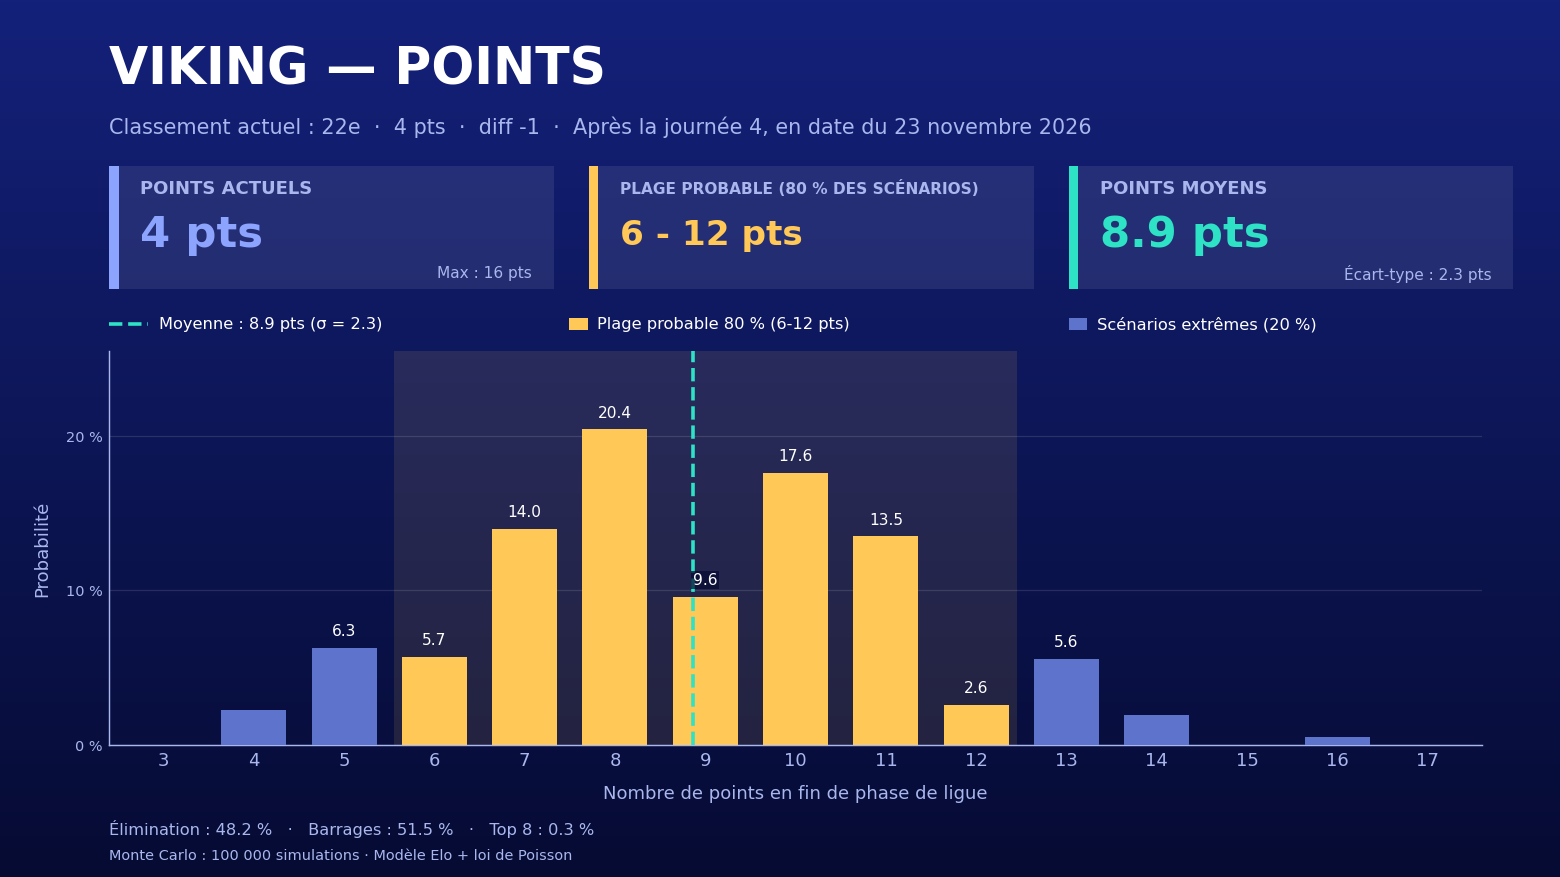 VIKING — POINTS
Classement actuel : 22e · 4 pts · diff -1 · Après la journée 4, en date du 23 novembre 2026
POINTS ACTUELS
4 pts
Max : 16 pts
PLAGE PROBABLE (80 % DES SCÉNARIOS)
6 - 12 pts
POINTS MOYENS
8.9 pts
Écart-type : 2.3 pts
Moyenne : 8.9 pts (σ = 2.3)
Plage probable 80 % (6-12 pts)
Scénarios extrêmes (20 %)
Probabilité
20 %
10 %
0 %
6.3
5.7
14.0
20.4
9.6
17.6
13.5
2.6
5.6
3 4 5 6 7 8 9 10 11 12 13 14 15 16 17
Nombre de points en fin de phase de ligue
Élimination : 48.2 % · Barrages : 51.5 % · Top 8 : 0.3 %
Monte Carlo : 100 000 simulations · Modèle Elo + loi de Poisson